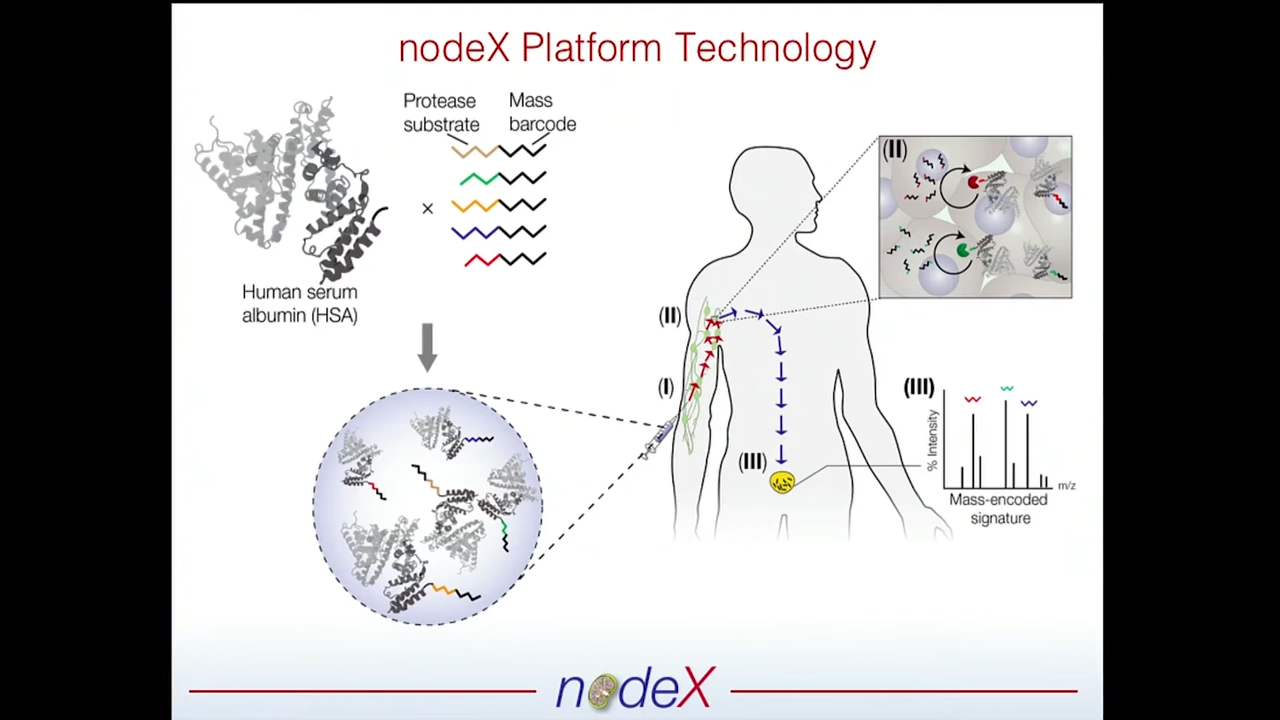 nodeX Platform Technology
Protease
substrate
Mass
barcode
×
Human serum
albumin (HSA)
(I)
(II)
(III)
(II)
(III)
% Intensity
m/z
Mass-encoded
signature
nodeX